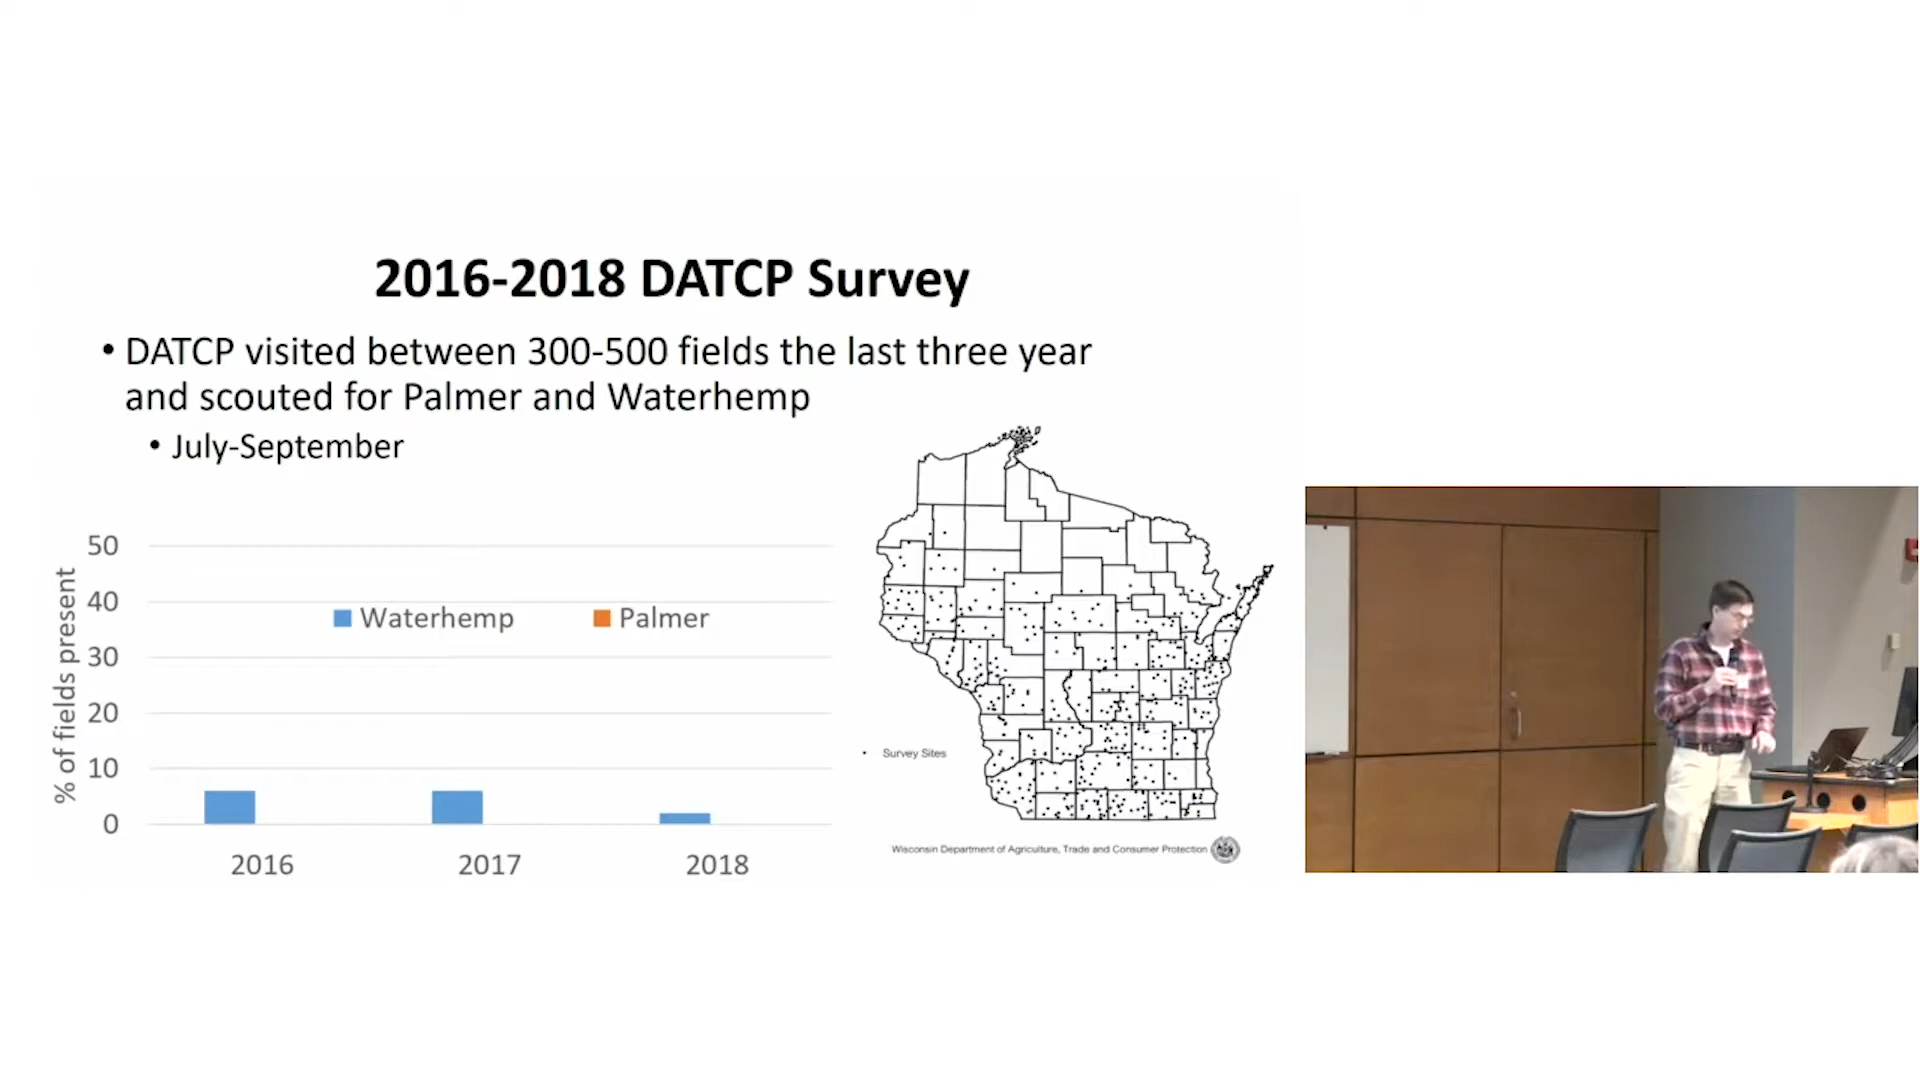 2016-2018 DATCP Survey
• DATCP visited between 300-500 fields the last three year
and scouted for Palmer and Waterhemp
• July-September
% of fields present
50
40
30
20
10
0
Waterhemp
Palmer
2016
2017
2018
Survey Sites
Wisconsin Department of Agriculture, Trade and Consumer Protection